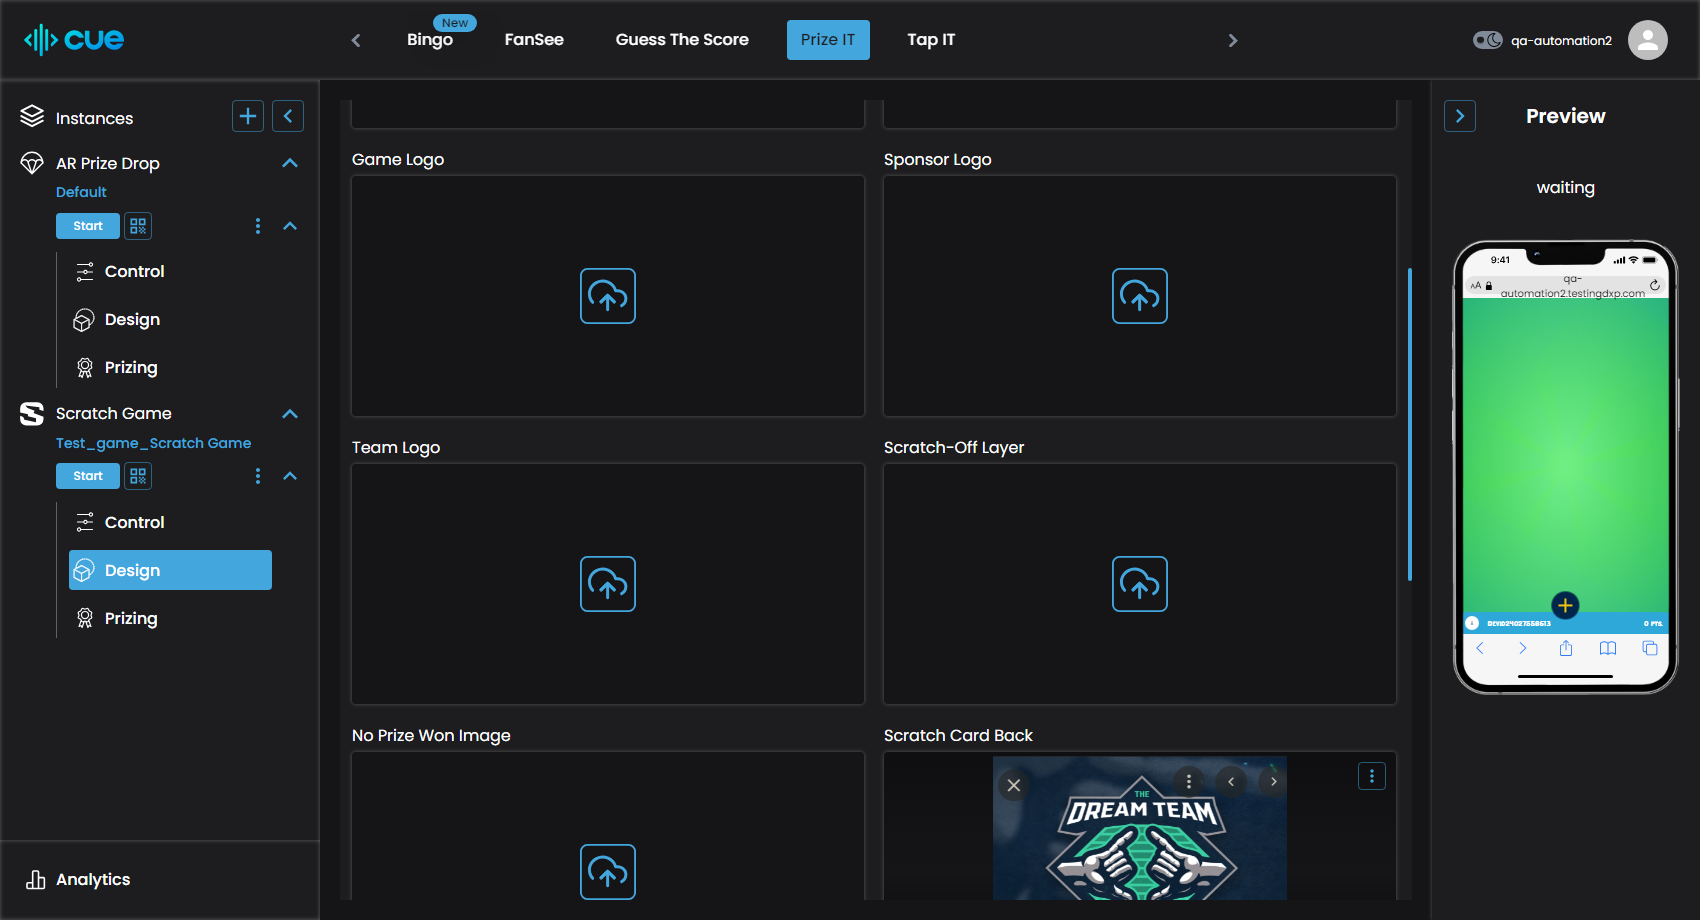 cue
New
Bingo
FanSee
Guess The Score
Prize IT
Tap IT
qa-automation2
Instances
AR Prize Drop
Default
Start
Control
Design
Prizing
Scratch Game
Test_game_Scratch Game
Start
Control
Design
Prizing
Analytics
Game Logo
Sponsor Logo
Team Logo
Scratch-Off Layer
No Prize Won Image
Scratch Card Back
THE
DREAM TEAM
Preview
waiting
9:41
AA
qa-
automation2.testingdxp.com
0 PTS.